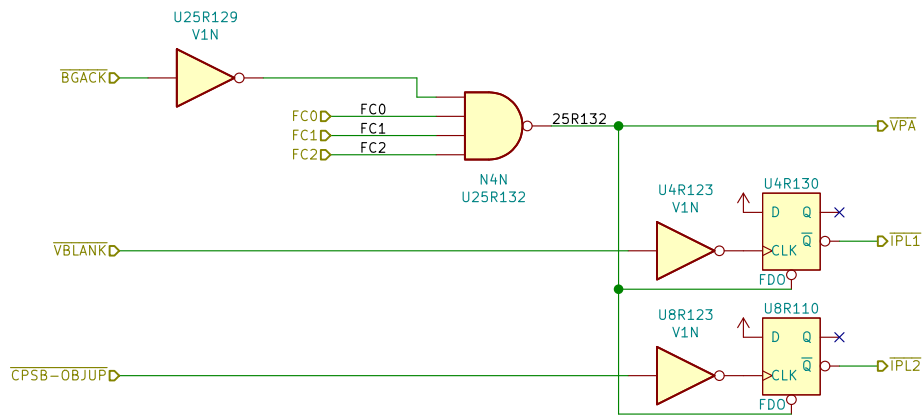 U25R129
V1N
BGACK
FC0
FC0
FC1
FC1
FC2
FC2
25R132
VPA
N4N
U25R132
U4R123
V1N
U4R130
D
Q
VBLANK
Q
CLK
IPL1
FDO
U8R123
V1N
U8R110
D
Q
CPSB-OBJUP
Q
CLK
IPL2
FDO